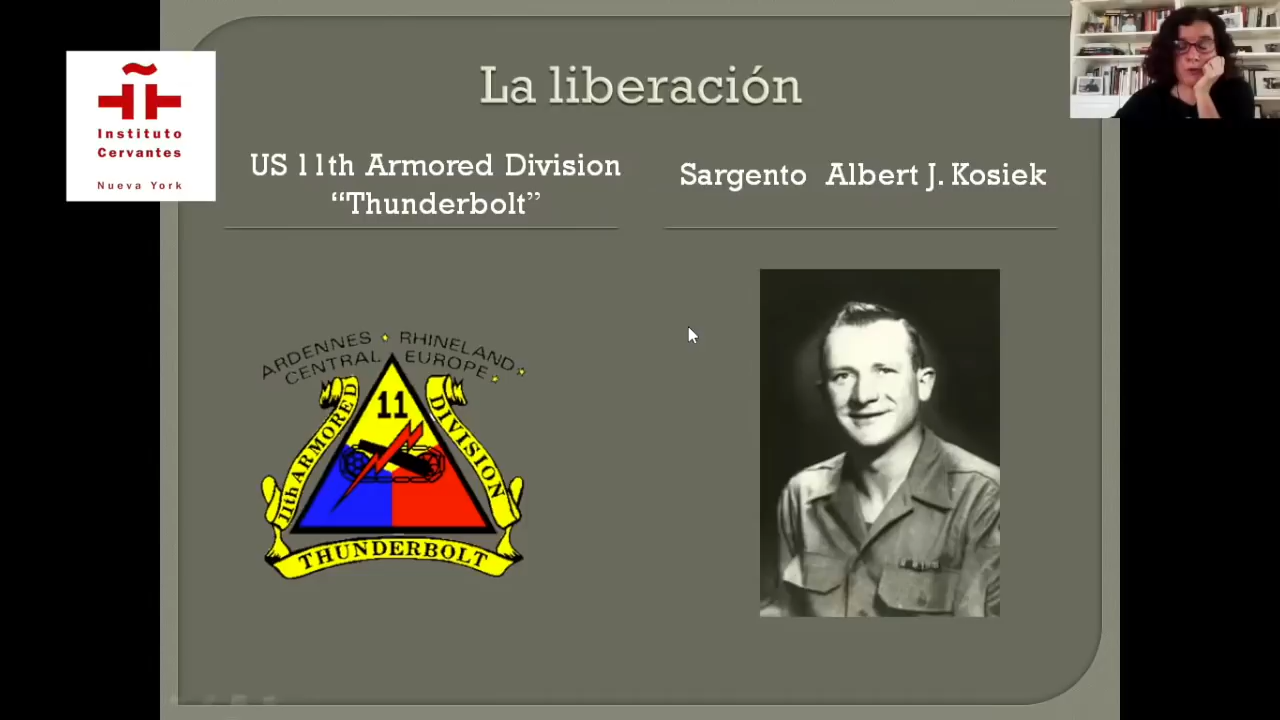 La liberación
Instituto
Cervantes
Nueva York
US 11th Armored Division
“Thunderbolt”
Sargento Albert J. Kosiek
ARDENNES RHINELAND
CENTRAL EUROPE
11
11th ARMORED
DIVISION
THUNDERBOLT